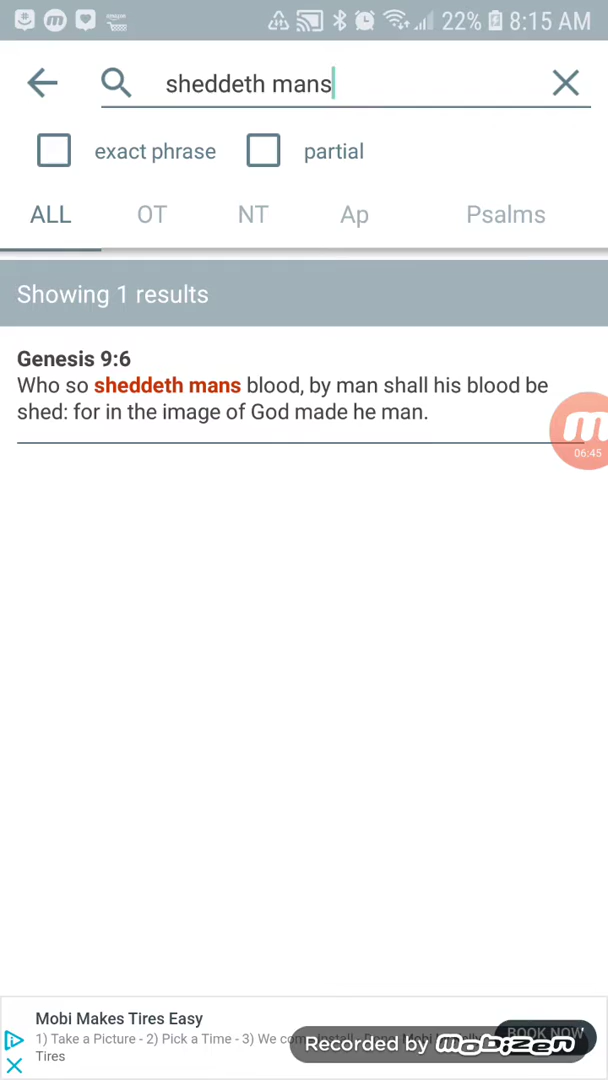 22% 8:15 AM
sheddeth mans
exact phrase partial
ALL OT NT Ap Psalms
Showing 1 results
Genesis 9:6
Who so sheddeth mans blood, by man shall his blood be
shed: for in the image of God made he man.
06:45
Mobi Makes Tires Easy
1) Take a Picture - 2) Pick a Time - 3) We
Tires
BOOK NOW
Recorded by mobizen